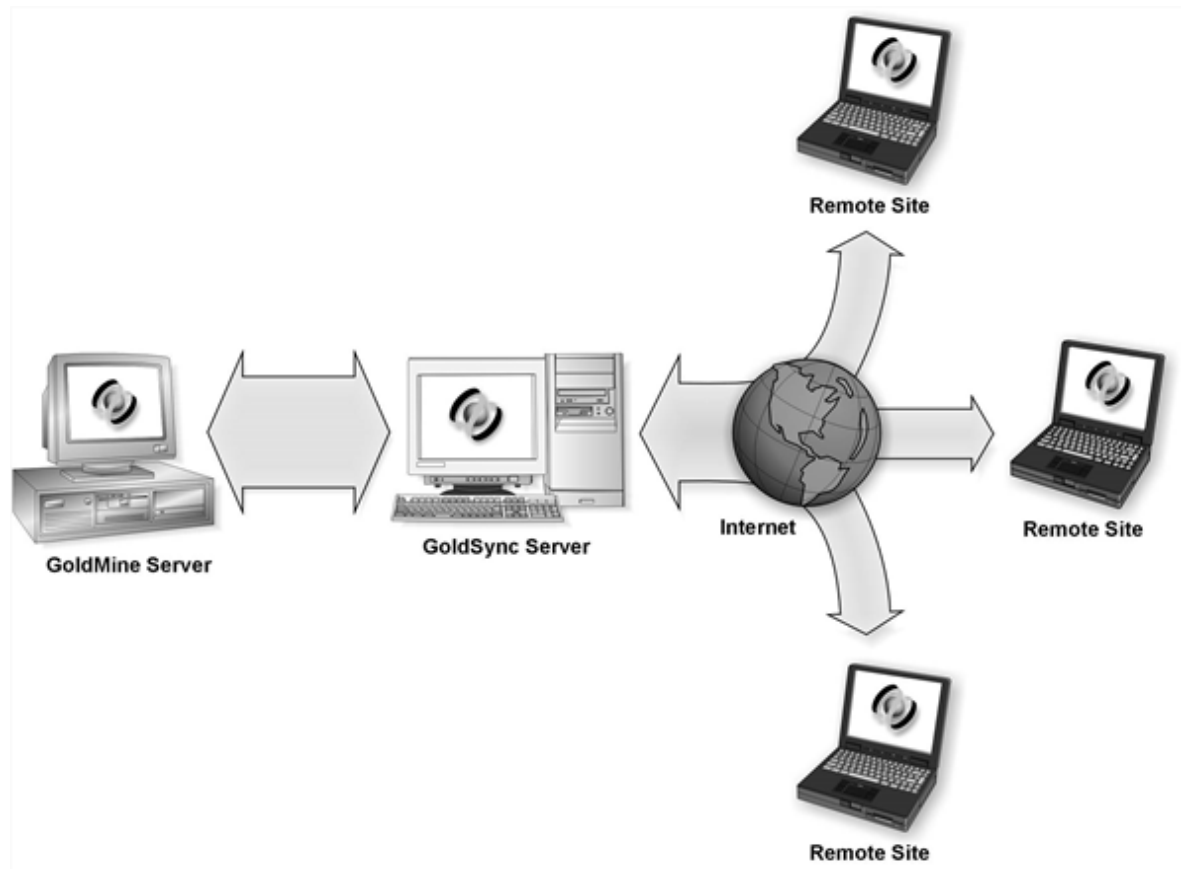 Remote Site
GoldMine Server
GoldSync Server
Internet
Remote Site
Remote Site